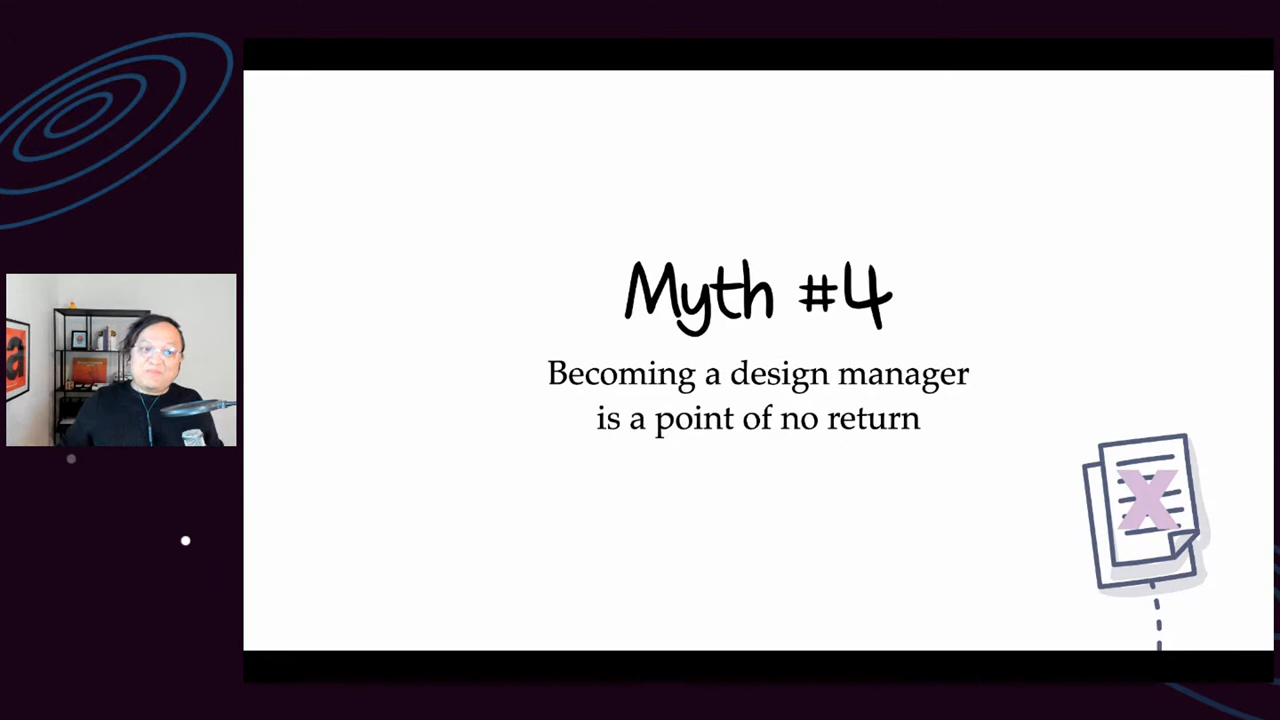 Myth #4
Becoming a design manager
is a point of no return
X
a